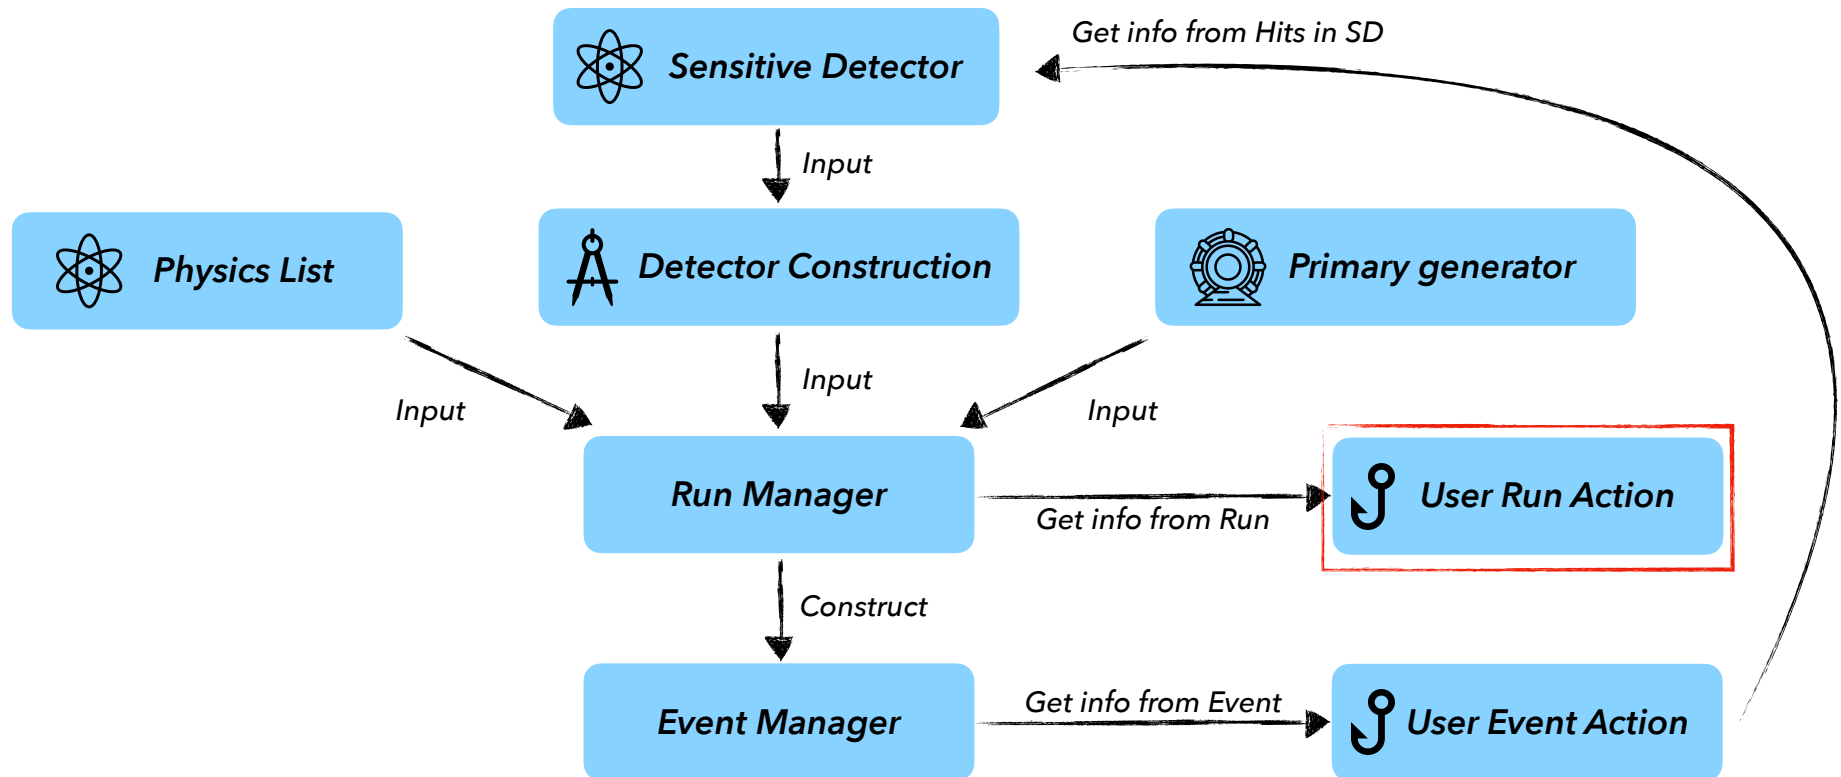 Get info from Hits in SD
Sensitive Detector
Input
Physics List
Detector Construction
Primary generator
Input
Input
Input
Run Manager
User Run Action
Get info from Run
Construct
Get info from Event
Event Manager
User Event Action